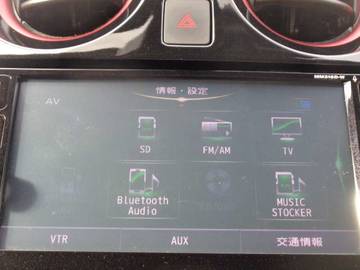 MM316D-W
情報・設定
AV
SD
FM/AM
TV
Bluetooth
Audio
MUSIC
STOCKER
VTR
AUX
交通情報